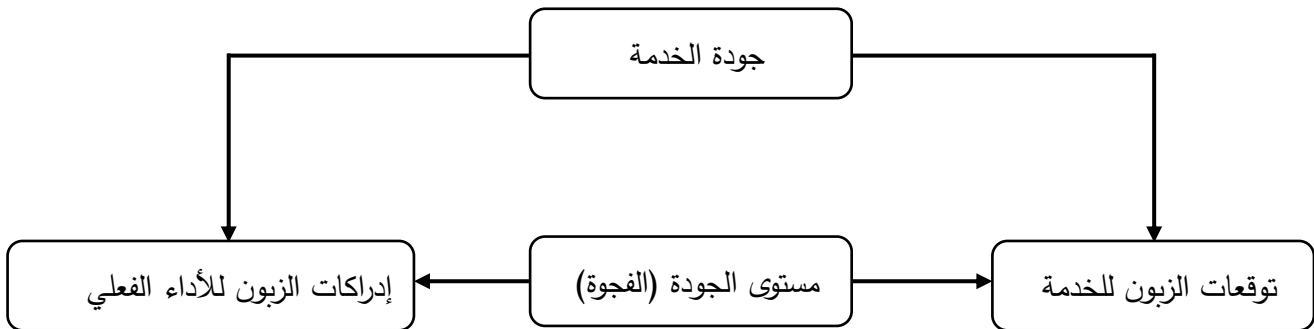 جودة الخدمة
توقعات الزبون للخدمة
مستوى الجودة (الفجوة)
إدراكات الزبون للأداء الفعلي